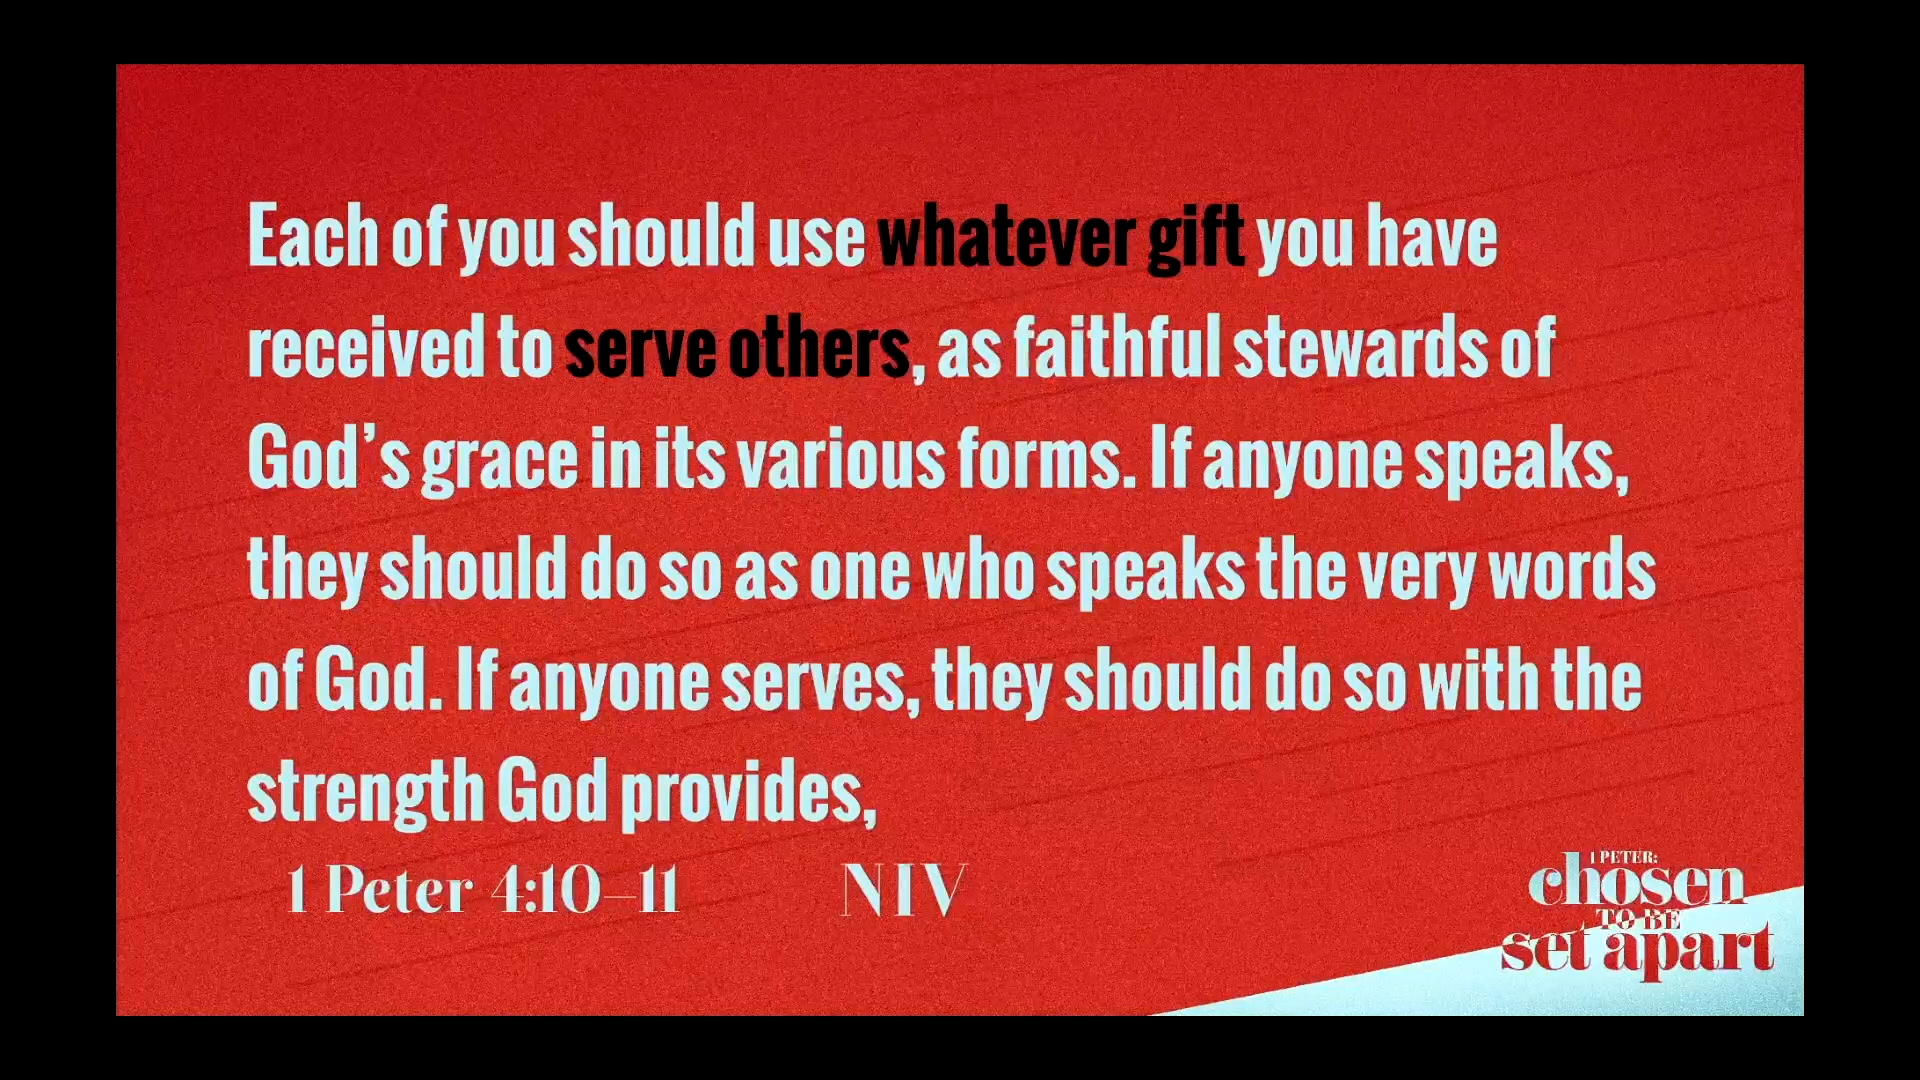 Each of you should use whatever gift you have
received to serve others, as faithful stewards of
God’s grace in its various forms. If anyone speaks,
they should do so as one who speaks the very words
of God. If anyone serves, they should do so with the
strength God provides,
1 Peter 4:10–11 NIV
1 PETER:
chosen
TO BE
set apart